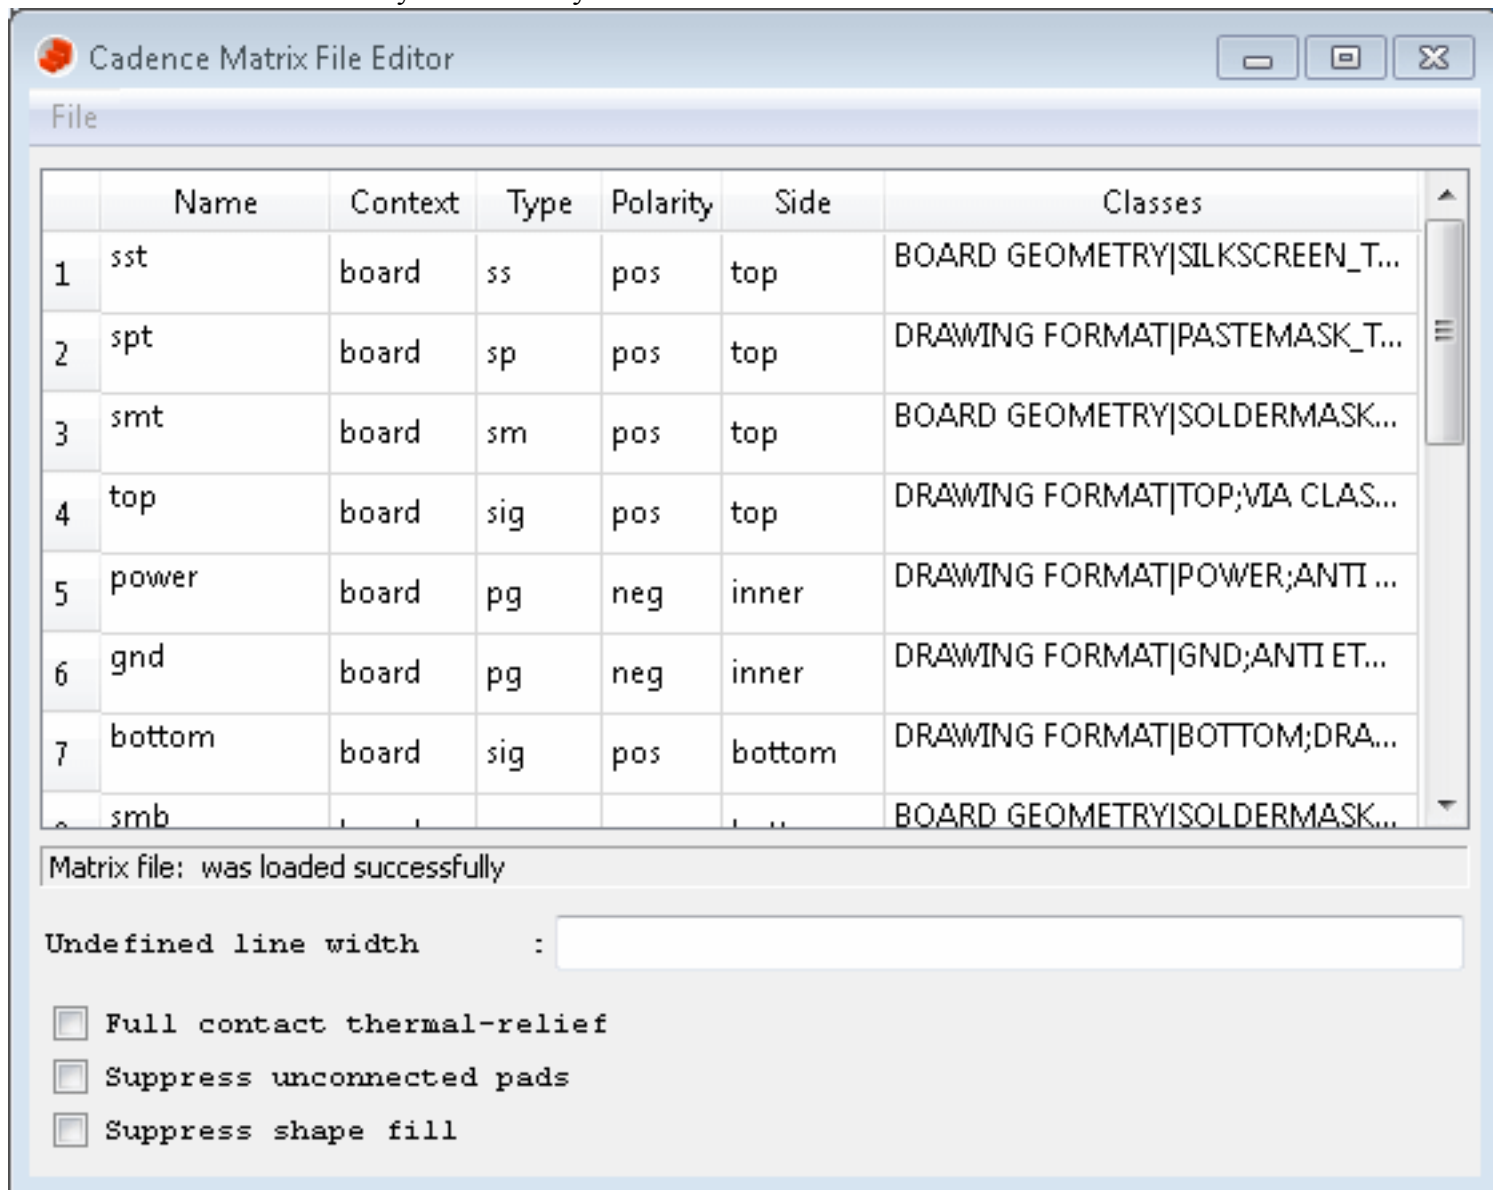 Cadence Matrix File Editor
File
Name Context Type Polarity Side Classes
1 sst board ss pos top BOARD GEOMETRY|SILKSCREEN_T...
2 spt board sp pos top DRAWING FORMAT|PASTEMASK_T...
3 smt board sm pos top BOARD GEOMETRY|SOLDERMASK...
4 top board sig pos top DRAWING FORMAT|TOP;VIA CLAS...
5 power board pg neg inner DRAWING FORMAT|POWER;ANTI ...
6 gnd board pg neg inner DRAWING FORMAT|GND;ANTI ET...
7 bottom board sig pos bottom DRAWING FORMAT|BOTTOM;DRA...
smb BOARD GEOMETRY|SOLDERMASK...
Matrix file: was loaded successfully
Undefined line width :
Full contact thermal-relief
Suppress unconnected pads
Suppress shape fill